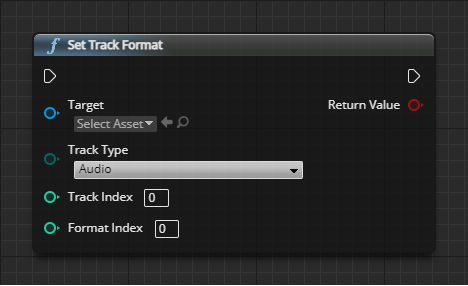 f Set Track Format
Target
Return Value
Select Asset
Track Type
Audio
Track Index 0
Format Index 0